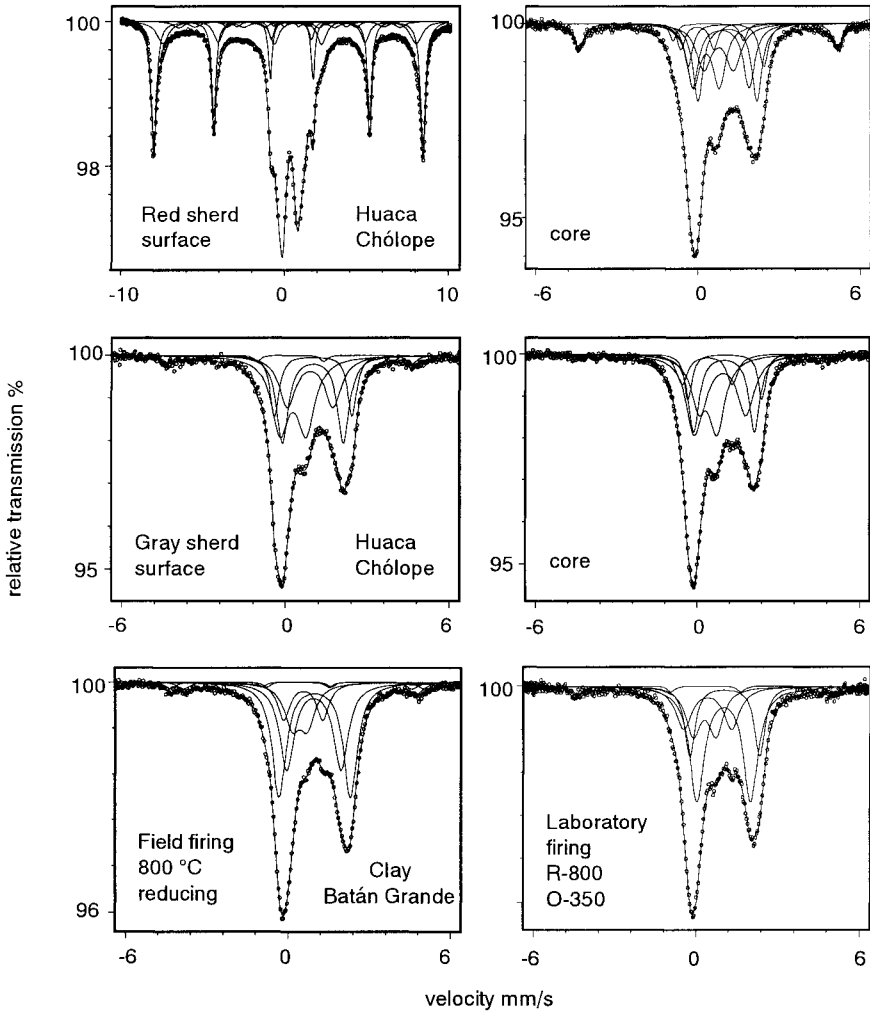 100
98
Red sherd
surface
Huaca
Chólope
-10
0
10
100
95
core
-6
0
6
relative transmission %
100
95
Gray sherd
surface
Huaca
Chólope
-6
0
6
100
95
core
-6
0
6
100
96
Field firing
800 °C
reducing
Clay
Batán Grande
-6
0
6
100
Laboratory
firing
R-800
O-350
-6
0
6
velocity mm/s